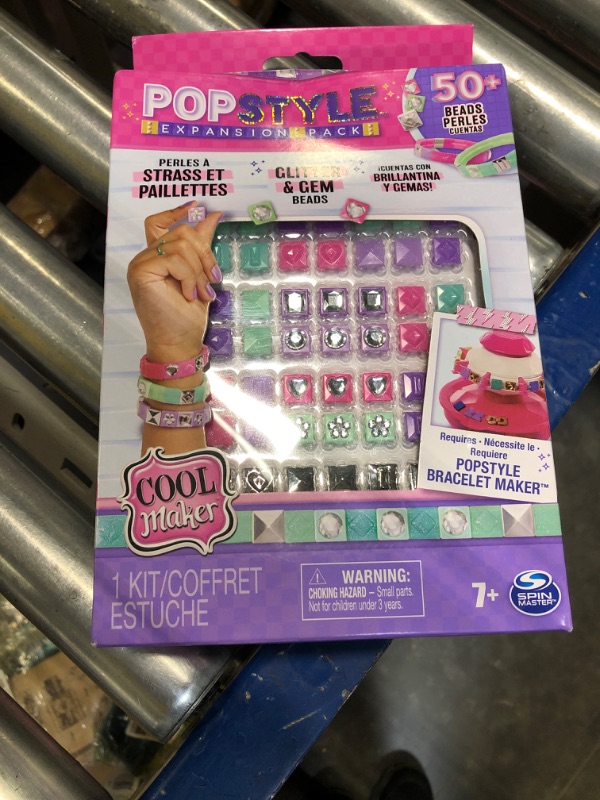 POPSTYLE
EXPANSION PACK
50+
BEADS
PERLES
CUENTAS
PERLES À
STRASS ET
PAILLETTES
GLITTER
& GEM
BEADS
¡CUENTAS CON
BRILLANTINA
Y GEMAS!
Requires • Nécessite le •
Requiere
POPSTYLE
BRACELET MAKER™
COOL
Maker
1 KIT/COFFRET
ESTUCHE
WARNING:
CHOKING HAZARD – Small parts.
Not for children under 3 years.
7+
SPIN
MASTER